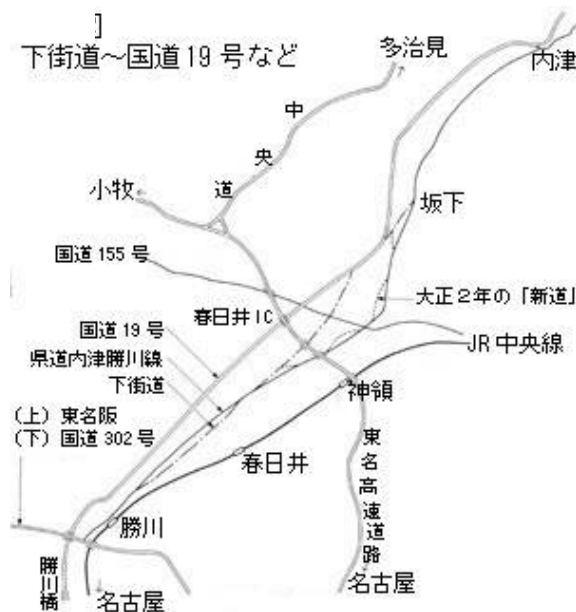 ]
下街道～国道19号など
多治見
内津
中央道
小牧
坂下
国道155号
大正２年の「新道」
春日井IC
国道19号
JR中央線
県道内津勝川線
下街道
神領
（上）東名阪
（下）国道302号
東名高速道路
春日井
勝川
勝川橋
名古屋
名古屋